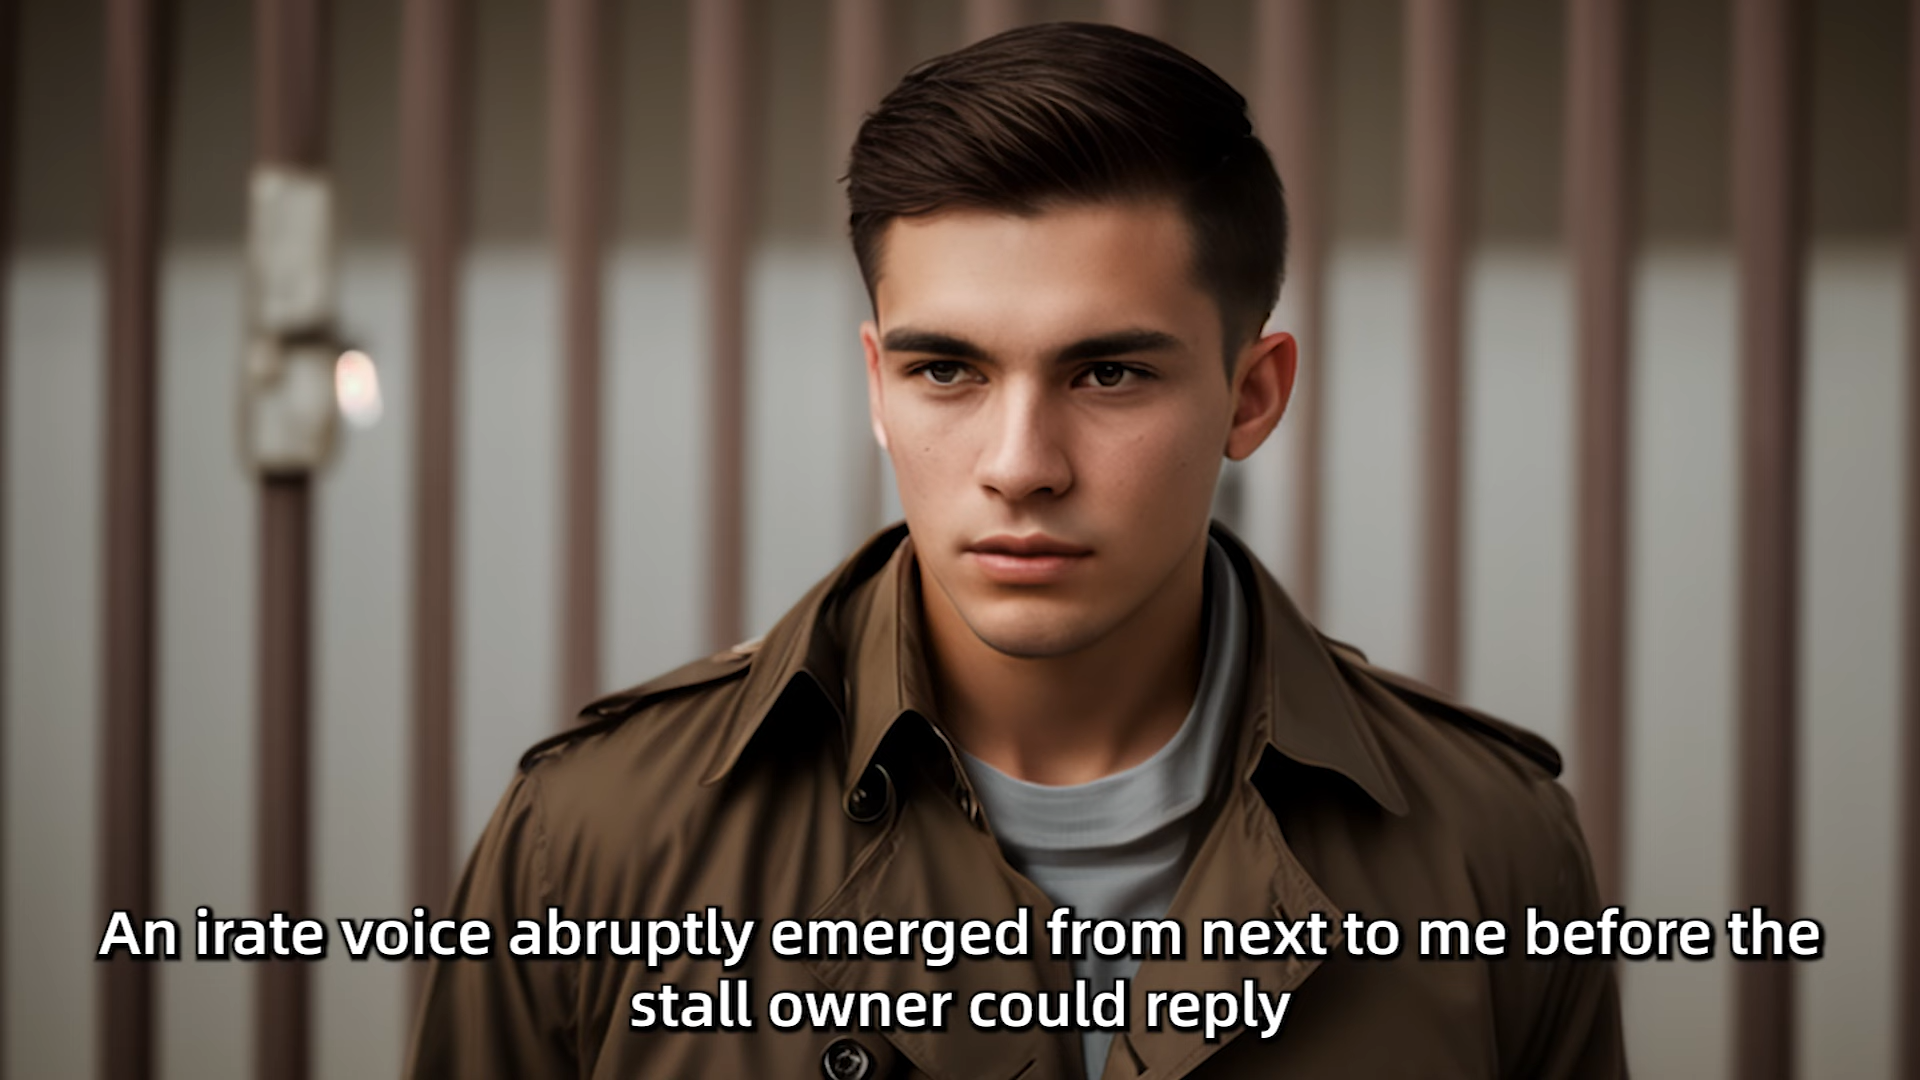 An irate voice abruptly emerged from next to me before the
stall owner could reply